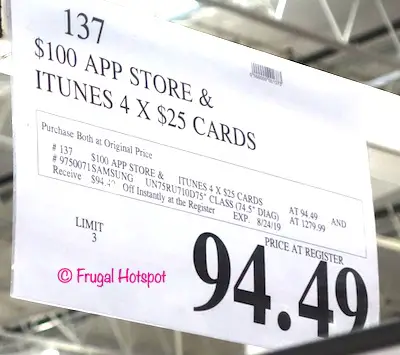 137
$100 APP STORE &
ITUNES 4 X $25 CARDS
Purchase Both at Original Price
# 137 $100 APP STORE & ITUNES 4 X $25 CARDS AT 94.49 AND
# 9750071 SAMSUNG UN75RU710D75" CLASS (74.5" DIAG) AT 1279.99
Receive Off Instantly at the Register EXP. 8/24/19
LIMIT
3
PRICE AT REGISTER
94.49
© Frugal Hotspot